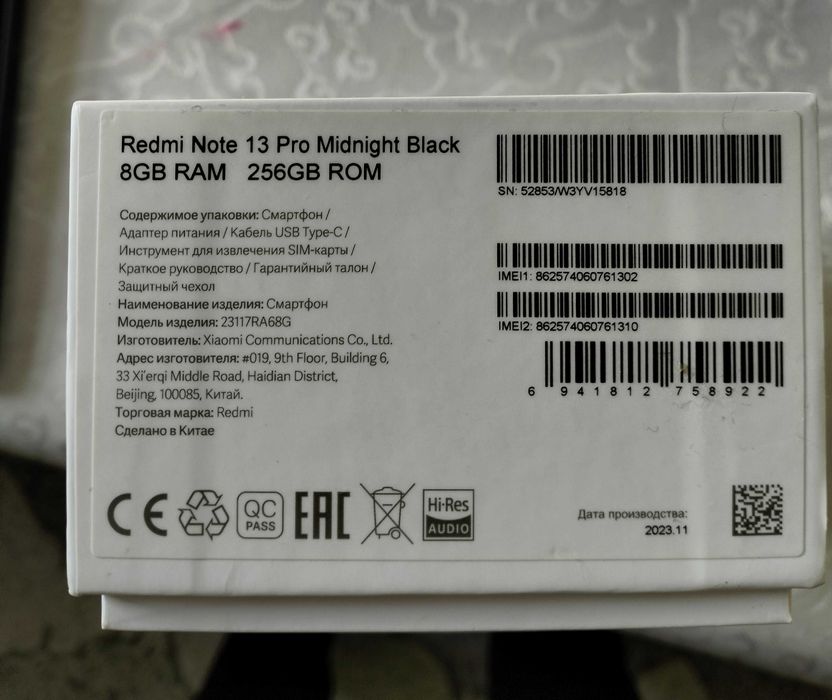 Redmi Note 13 Pro Midnight Black
8GB RAM 256GB ROM
Содержимое упаковки: Смартфон /
Адаптер питания / Кабель USB Type-C /
Инструмент для извлечения SIM-карты /
Краткое руководство / Гарантийный талон /
Защитный чехол
Наименование изделия: Смартфон
Модель изделия: 23117RA68G
Изготовитель: Xiaomi Communications Co., Ltd.
Адрес изготовителя: #019, 9th Floor, Building 6,
33 Xi'erqi Middle Road, Haidian District,
Beijing, 100085, Китай.
Торговая марка: Redmi
Сделано в Китае
SN: 52853/W3YV15818
IMEI1: 862574060761302
IMEI2: 862574060761310
6 941812 758922
CE
QC
PASS
EAC
Hi-Res
AUDIO
Дата производства:
2023.11